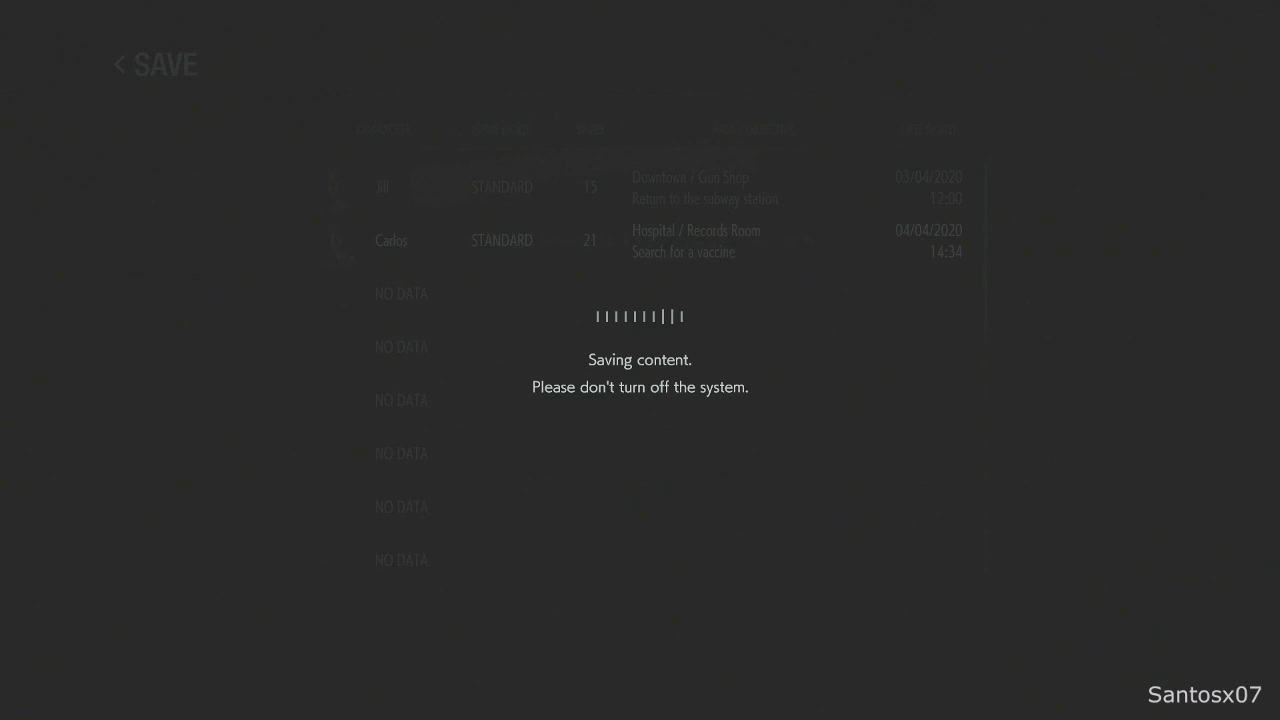 < SAVE
Jill STANDARD 15 Downtown / Gun Shop 03/04/2020
Return to the subway station 12:00
Carlos STANDARD 21 Hospital / Records Room 04/04/2020
Search for a vaccine 14:34
NO DATA
NO DATA
NO DATA
NO DATA
NO DATA
NO DATA
Saving content.
Please don't turn off the system.
Santosx07